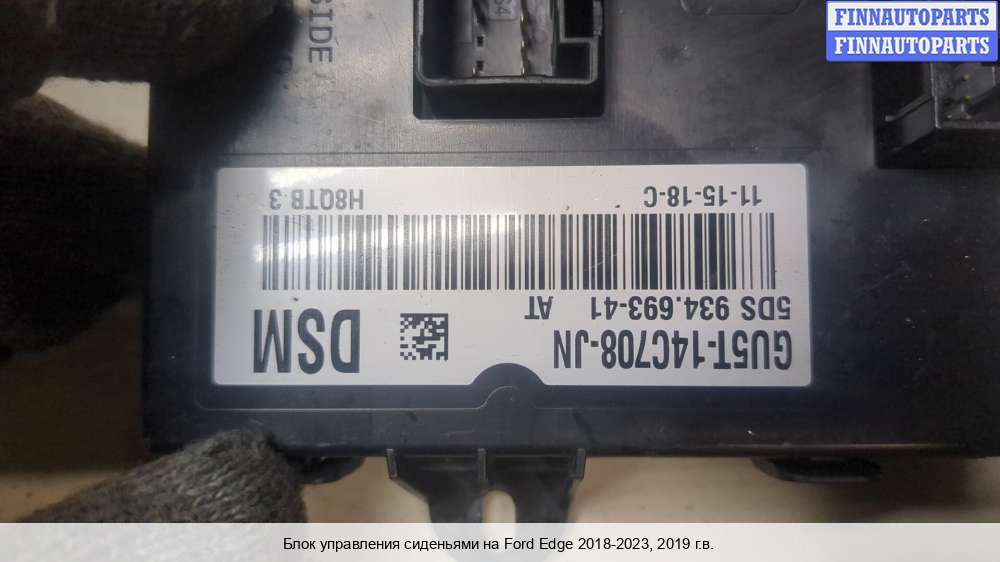 FINNAUTOPARTS
FINNAUTOPARTS
SIDE
GU5T-14C708-JN
DSM
5DS 934.693-41 AT
11-15-18-C
H8QTB 3
Блок управления сиденьями на Ford Edge 2018-2023, 2019 г.в.